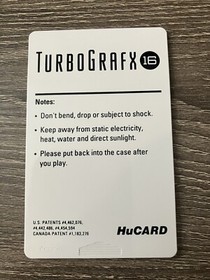 TURBOGRAFX 16
Notes:
• Don't bend, drop or subject to shock.
• Keep away from static electricity,
heat, water and direct sunlight.
• Please put back into the case after
you play.
U.S. PATENTS #4,462,076,
#4,442,486, #4,454,594
CANADA PATENT #1,183,276
HuCARD